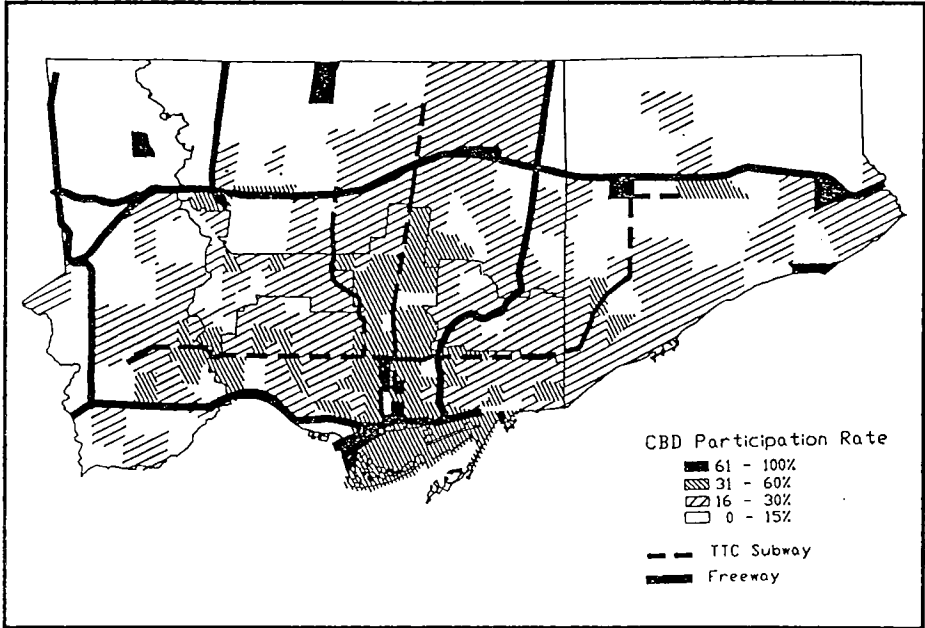 CBD Participation Rate
61 - 100%
31 - 60%
16 - 30%
0 - 15%
TTC Subway
Freeway